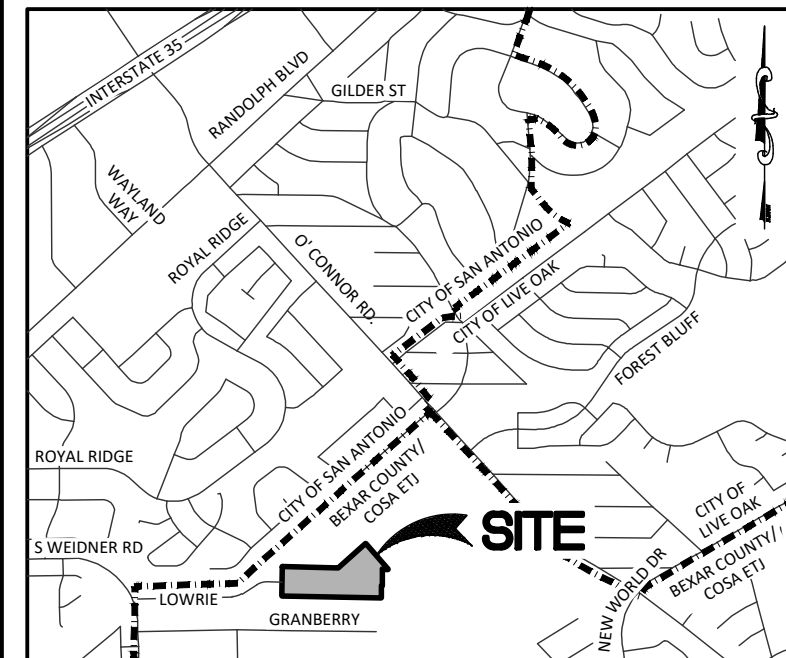 INTERSTATE 35
RANDOLPH BLVD
GILDER ST
WAYLAND
WAY
ROYAL RIDGE
O' CONNOR RD.
CITY OF SAN ANTONIO
CITY OF LIVE OAK
FOREST BLUFF
ROYAL RIDGE
CITY OF SAN ANTONIO
BEXAR COUNTY/
COSA ETJ
S WEIDNER RD
SITE
CITY OF
LIVE OAK
BEXAR COUNTY/
COSA ETJ
NEW WORLD DR
LOWRIE
GRANBERRY